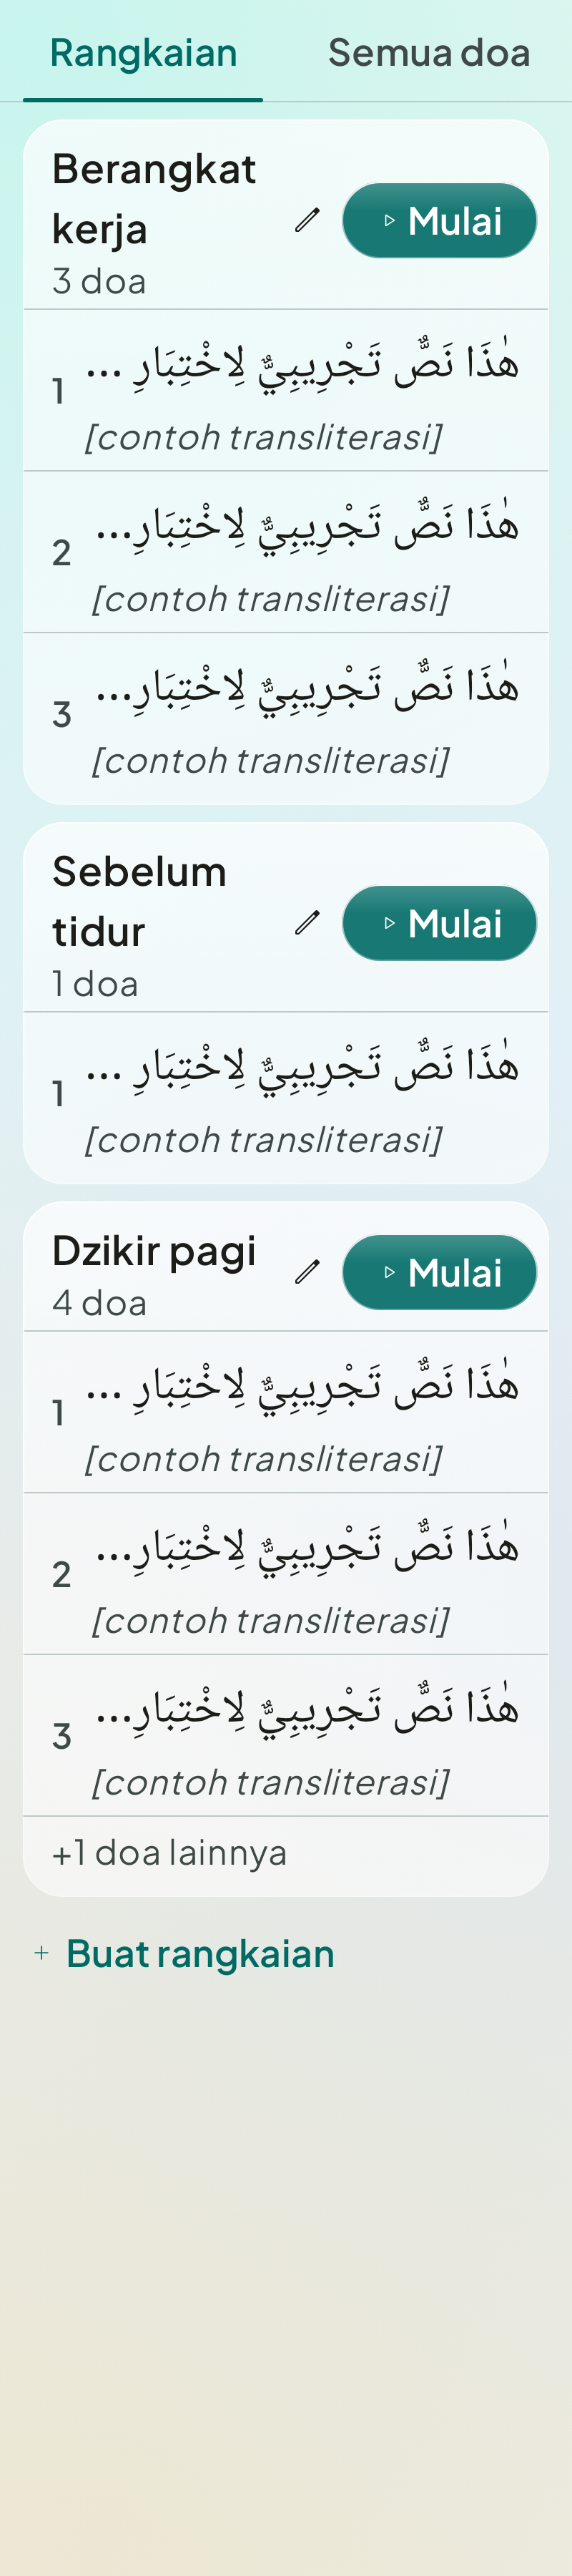 Rangkaian
Semua doa
Berangkat
kerja
3 doa
Mulai
1
هٰذَا نَصٌّ تَجْرِيبِيٌّ لِاخْتِبَارِ ...
[contoh transliterasi]
2
هٰذَا نَصٌّ تَجْرِيبِيٌّ لِاخْتِبَارِ...
[contoh transliterasi]
3
هٰذَا نَصٌّ تَجْرِيبِيٌّ لِاخْتِبَارِ...
[contoh transliterasi]
Sebelum
tidur
1 doa
Mulai
1
هٰذَا نَصٌّ تَجْرِيبِيٌّ لِاخْتِبَارِ ...
[contoh transliterasi]
Dzikir pagi
4 doa
Mulai
1
هٰذَا نَصٌّ تَجْرِيبِيٌّ لِاخْتِبَارِ ...
[contoh transliterasi]
2
هٰذَا نَصٌّ تَجْرِيبِيٌّ لِاخْتِبَارِ...
[contoh transliterasi]
3
هٰذَا نَصٌّ تَجْرِيبِيٌّ لِاخْتِبَارِ...
[contoh transliterasi]
+1 doa lainnya
+ Buat rangkaian